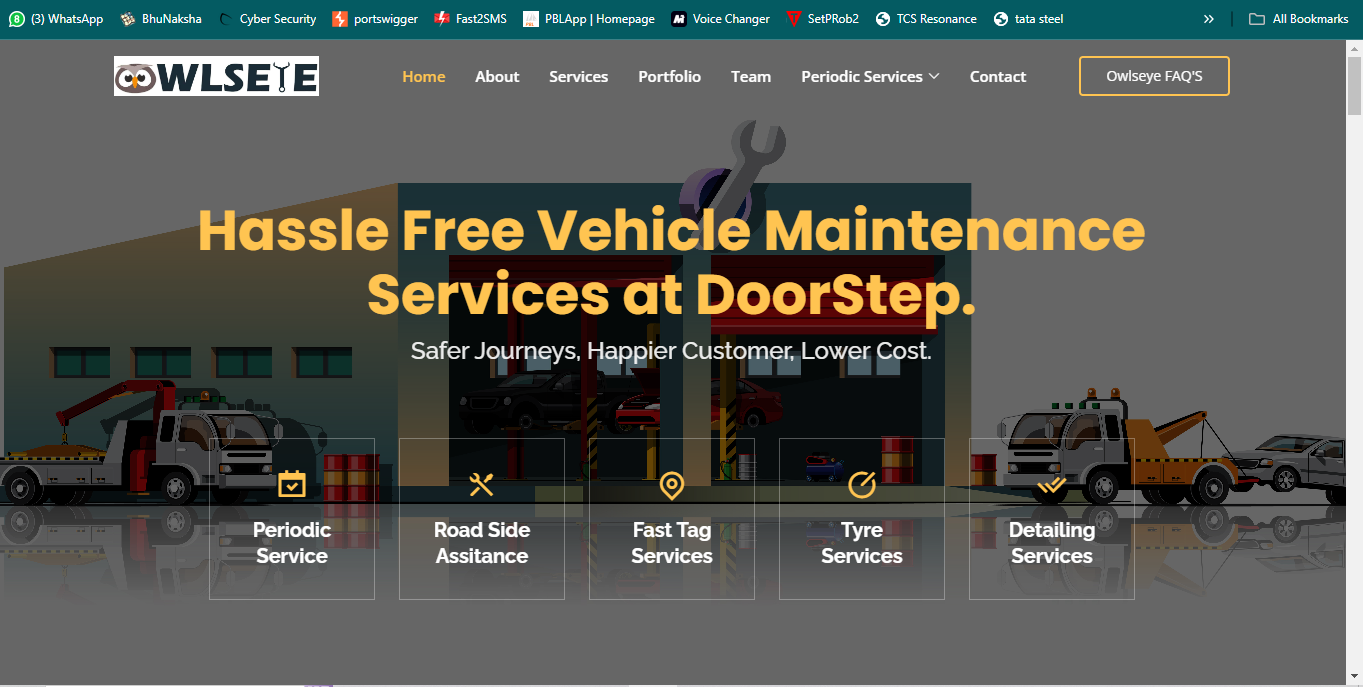 (3) WhatsApp BhuNaksha Cyber Security portswigger Fast2SMS PBLApp | Homepage Voice Changer SetPRob2 TCS Resonance tata steel » All Bookmarks
OWLSEYE Home About Services Portfolio Team Periodic Services Contact Owlseye FAQ'S
Hassle Free Vehicle Maintenance
Services at DoorStep.
Safer Journeys, Happier Customer, Lower Cost.
Periodic
Service
Road Side
Assitance
Fast Tag
Services
Tyre
Services
Detailing
Services